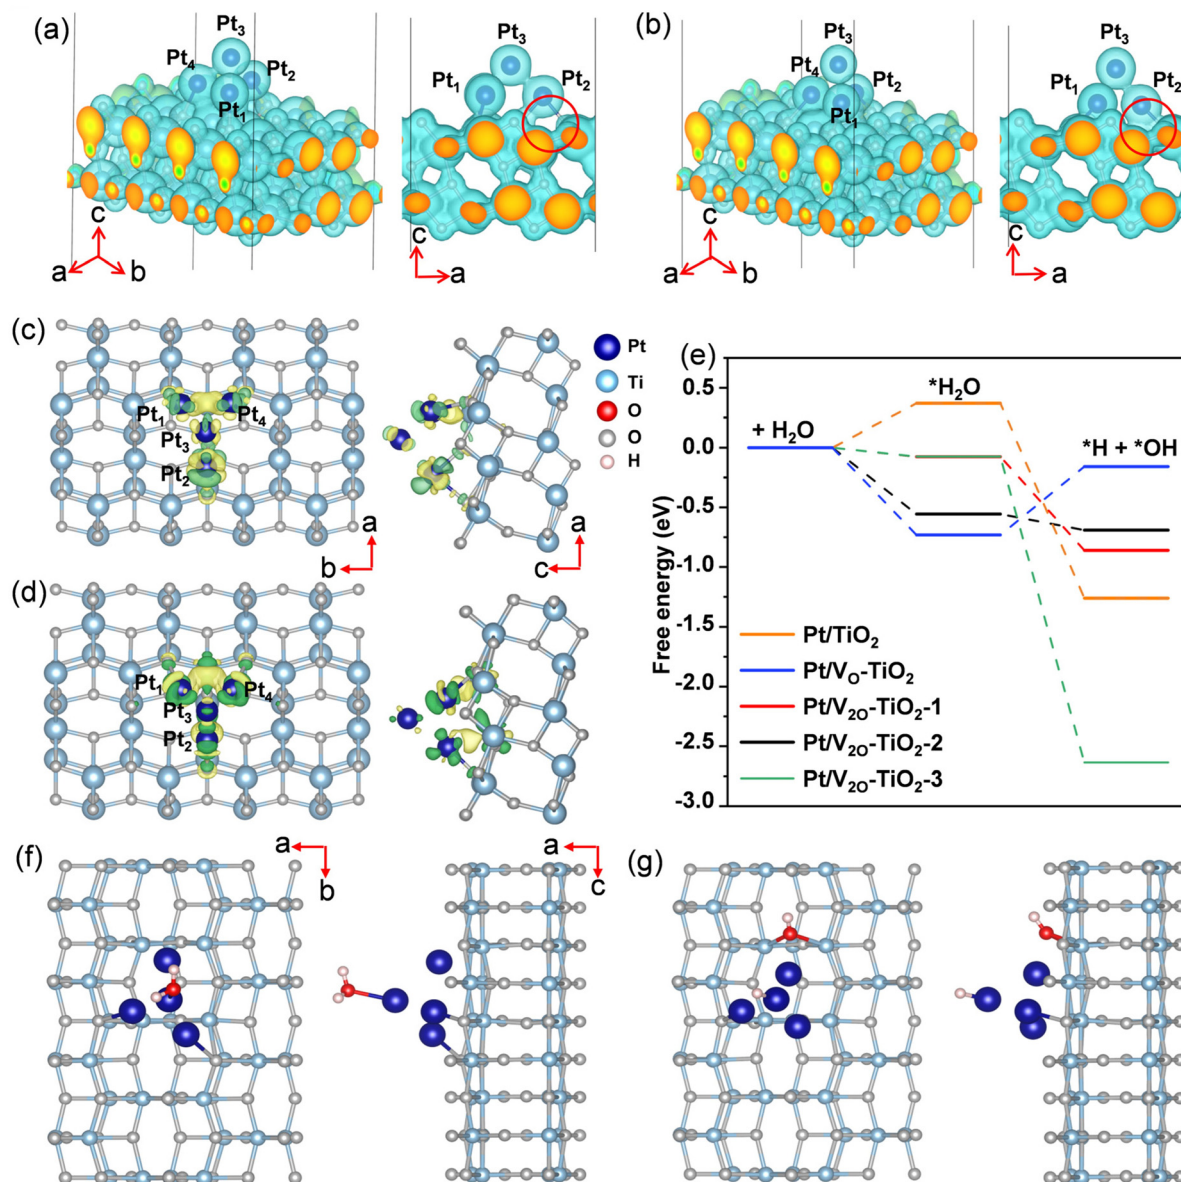 (a)
Pt₃
Pt₄
Pt₂
Pt₁
c
a
b
Pt₃
Pt₁
Pt₂
c
a
(b)
Pt₃
Pt₄
Pt₂
Pt₁
c
a
b
Pt₃
Pt₁
Pt₂
c
a
(c)
Pt₁
Pt₄
Pt₃
Pt₂
a
b
a
c
Pt
Ti
O
O
H
(d)
Pt₁
Pt₄
Pt₃
Pt₂
(e)
Free energy (eV)
0.5
0.0
-0.5
-1.0
-1.5
-2.0
-2.5
-3.0
+ H₂O
*H₂O
*H + *OH
Pt/TiO₂
Pt/V_O-TiO₂
Pt/V₂O-TiO₂-1
Pt/V₂O-TiO₂-2
Pt/V₂O-TiO₂-3
(f)
a
b
a
c
(g)